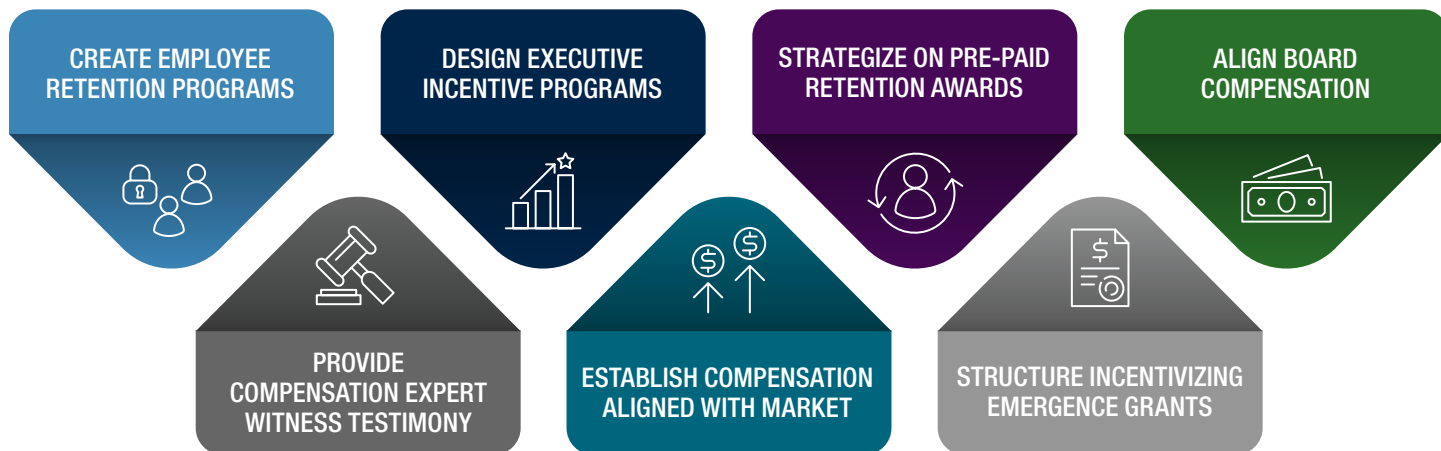 CREATE EMPLOYEE
RETENTION PROGRAMS
DESIGN EXECUTIVE
INCENTIVE PROGRAMS
STRATEGIZE ON PRE-PAID
RETENTION AWARDS
ALIGN BOARD
COMPENSATION
$
$
$
PROVIDE
COMPENSATION EXPERT
WITNESS TESTIMONY
ESTABLISH COMPENSATION
ALIGNED WITH MARKET
STRUCTURE INCENTIVIZING
EMERGENCE GRANTS